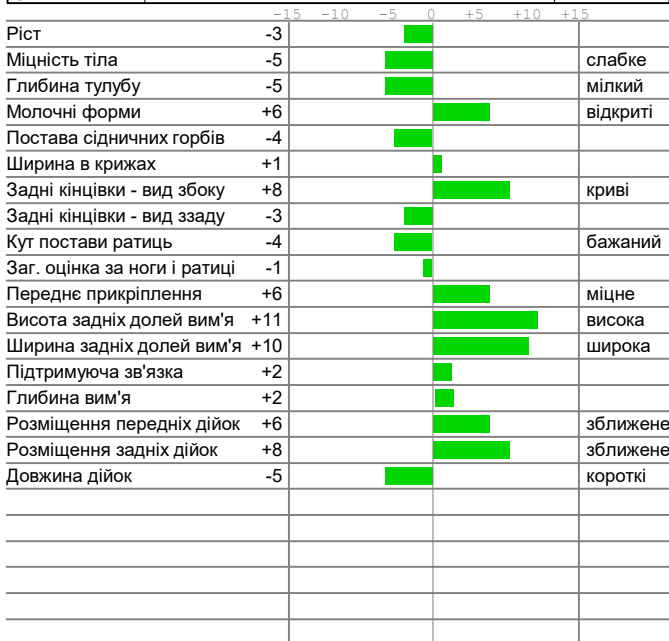 -15 -10 -5 0 +5 +10 +15
Ріст -3
Міцність тіла -5 слабке
Глибина тулубу -5 мілкий
Молочні форми +6 відкриті
Постава сідничних горбів -4
Ширина в крижах +1
Задні кінцівки - вид збоку +8 криві
Задні кінцівки - вид ззаду -3
Кут постави ратиць -4 бажаний
Заг. оцінка за ноги і ратиці -1
Переднє прикріплення +6 міцне
Висота задніх долей вим'я +11 висока
Ширина задніх долей вим'я +10 широка
Підтримуюча зв'язка +2
Глибина вим'я +2
Розміщення передніх дійок +6 зближене
Розміщення задніх дійок +8 зближене
Довжина дійок -5 короткі